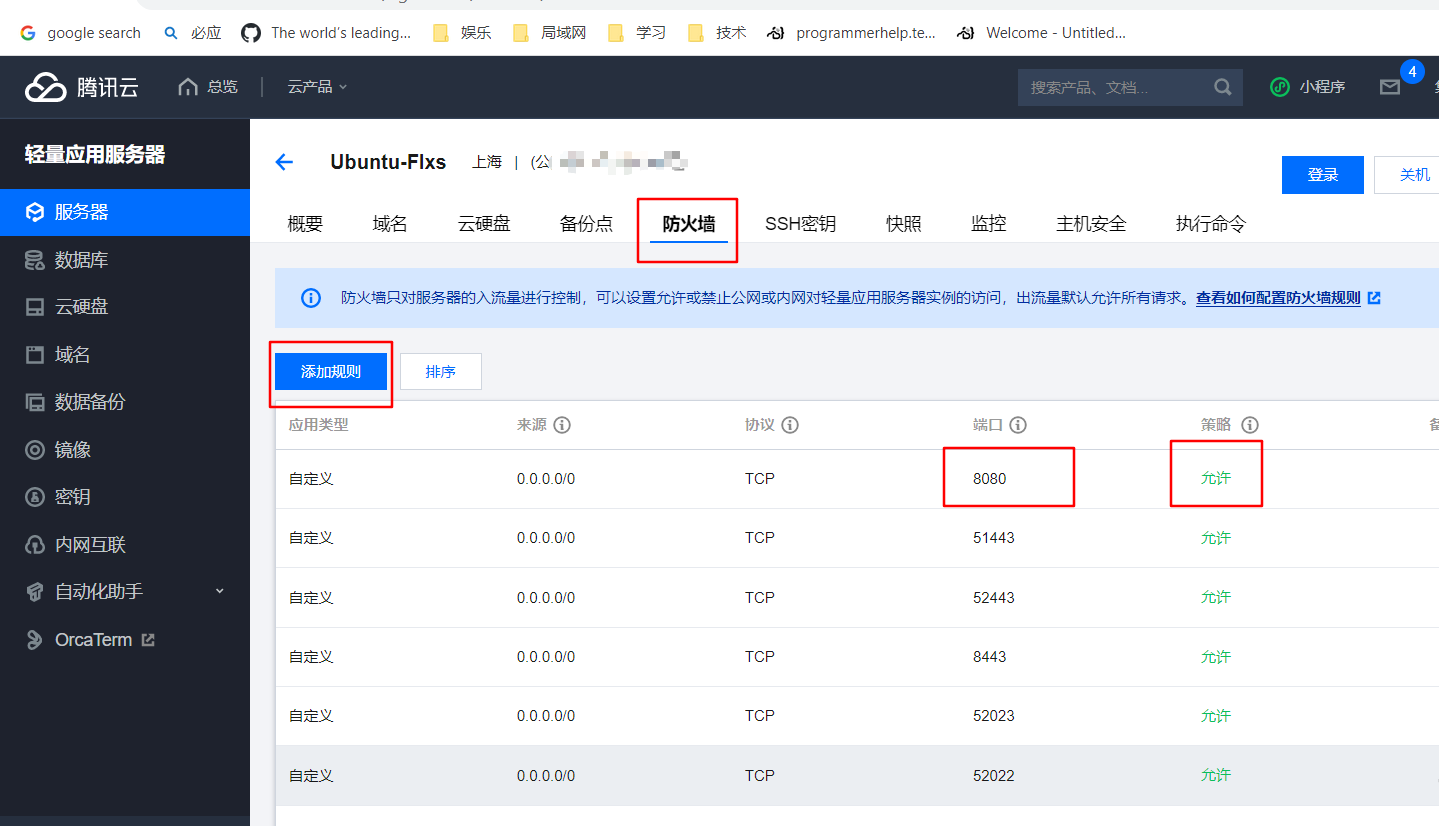 google search 必应 The world's leading... 娱乐 局域网 学习 技术 programmerhelp.te... Welcome - Untitled...
腾讯云 总览 | 云产品 搜索产品、文档... 小程序 4
轻量应用服务器
服务器
数据库
云硬盘
域名
数据备份
镜像
密钥
内网互联
自动化助手
OrcaTerm
Ubuntu-Flxs 上海 | (公
登录 关机
概要 域名 云硬盘 备份点 防火墙 SSH密钥 快照 监控 主机安全 执行命令
防火墙只对服务器的入流量进行控制，可以设置允许或禁止公网或内网对轻量应用服务器实例的访问，出流量默认允许所有请求。查看如何配置防火墙规则
添加规则 排序
应用类型 来源 协议 端口 策略
自定义 0.0.0.0/0 TCP 8080 允许
自定义 0.0.0.0/0 TCP 51443 允许
自定义 0.0.0.0/0 TCP 52443 允许
自定义 0.0.0.0/0 TCP 8443 允许
自定义 0.0.0.0/0 TCP 52023 允许
自定义 0.0.0.0/0 TCP 52022 允许